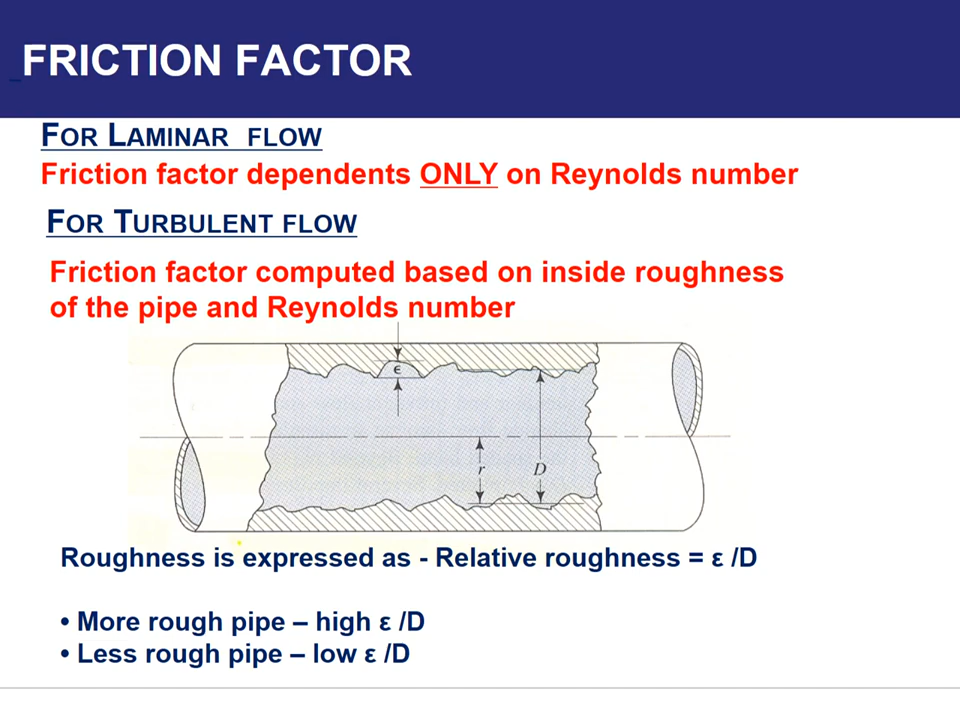 FRICTION FACTOR
FOR LAMINAR FLOW
Friction factor dependents ONLY on Reynolds number
FOR TURBULENT FLOW
Friction factor computed based on inside roughness
of the pipe and Reynolds number
ϵ
r
D
Roughness is expressed as - Relative roughness = ε /D
• More rough pipe – high ε /D
• Less rough pipe – low ε /D